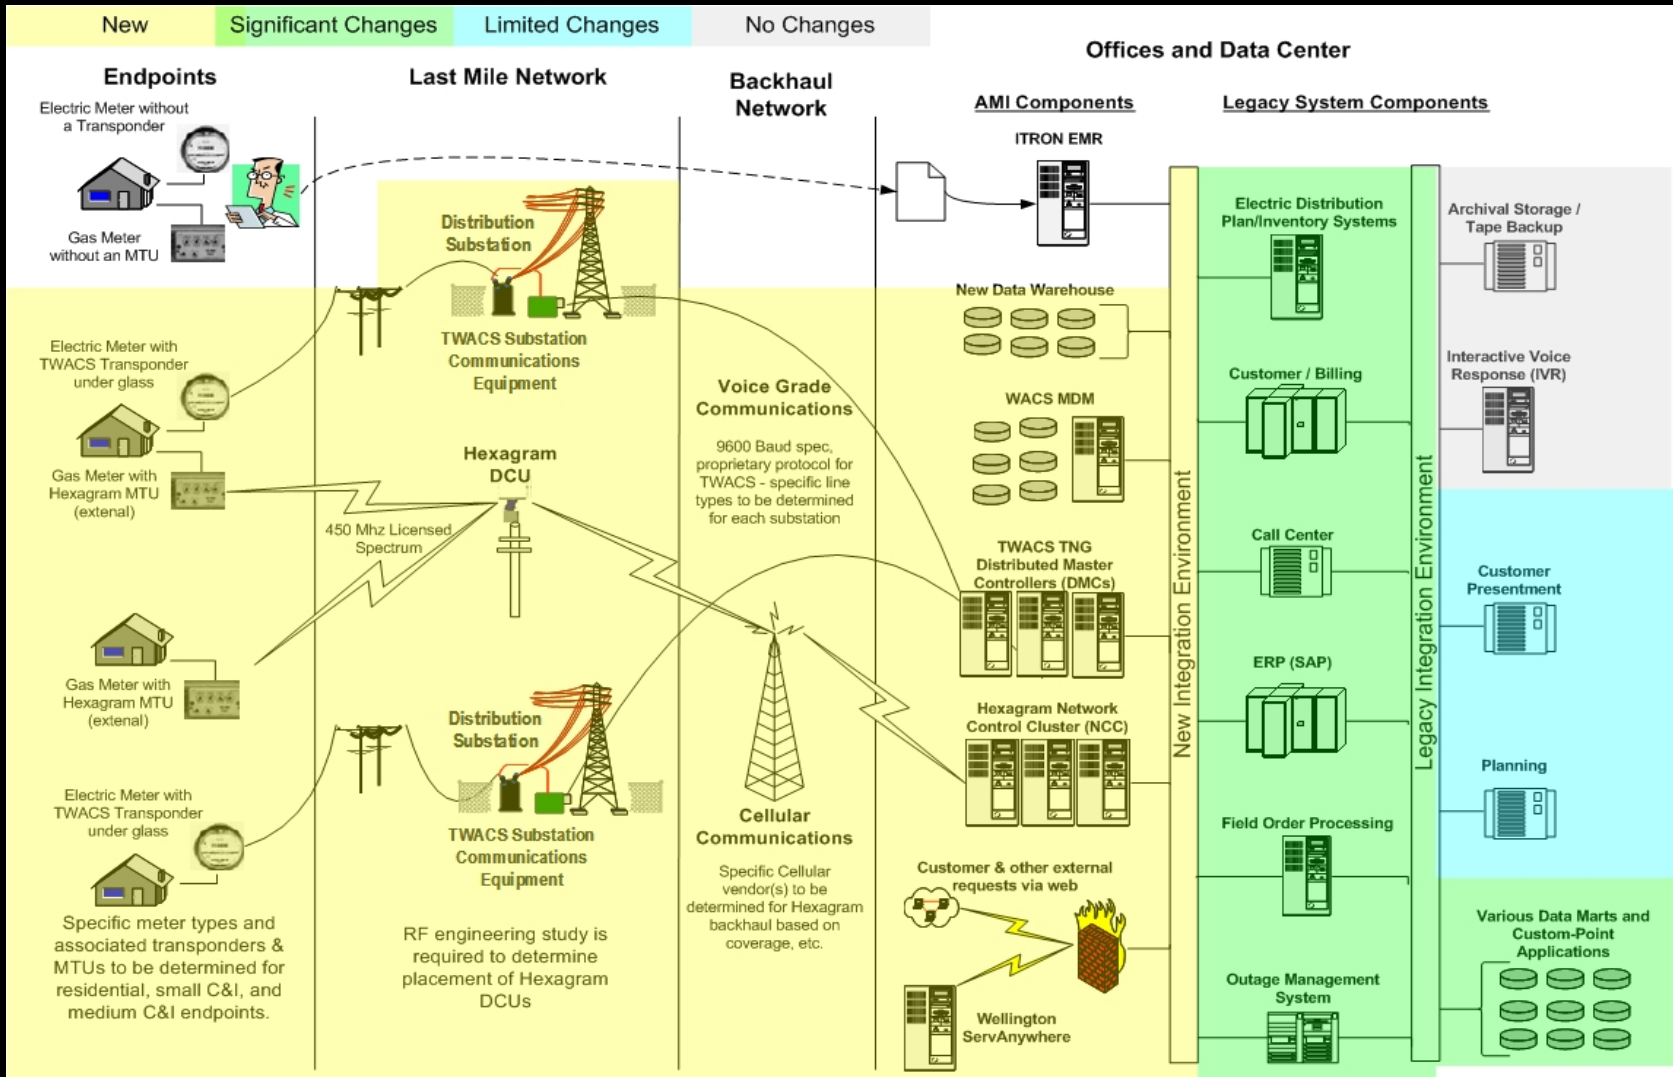 New
Significant Changes
Limited Changes
No Changes
Offices and Data Center
Endpoints
Last Mile Network
Backhaul
Network
AMI Components
Legacy System Components
Electric Meter without
a Transponder
Gas Meter
without an MTU
ITRON EMR
Distribution
Substation
TWACS Substation
Communications
Equipment
Electric Meter with
TWACS Transponder
under glass
Gas Meter with
Hexagram MTU
(extenal)
450 Mhz Licensed
Spectrum
Hexagram
DCU
Gas Meter with
Hexagram MTU
(extenal)
Electric Meter with
TWACS Transponder
under glass
Specific meter types and
associated transponders &
MTUs to be determined for
residential, small C&I, and
medium C&I endpoints.
Distribution
Substation
TWACS Substation
Communications
Equipment
RF engineering study is
required to determine
placement of Hexagram
DCUs
Voice Grade
Communications
9600 Baud spec,
proprietary protocol for
TWACS - specific line
types to be determined
for each substation
Cellular
Communications
Specific Cellular
vendor(s) to be
determined for Hexagram
backhaul based on
coverage, etc.
New Data Warehouse
WACS MDM
TWACS TNG
Distributed Master
Controllers (DMCs)
Hexagram Network
Control Cluster (NCC)
Customer & other external
requests via web
Wellington
ServAnywhere
New Integration Environment
Electric Distribution
Plan/Inventory Systems
Customer / Billing
Call Center
ERP (SAP)
Field Order Processing
Outage Management
System
Legacy Integration Environment
Archival Storage /
Tape Backup
Interactive Voice
Response (IVR)
Customer
Presentment
Planning
Various Data Marts and
Custom-Point
Applications